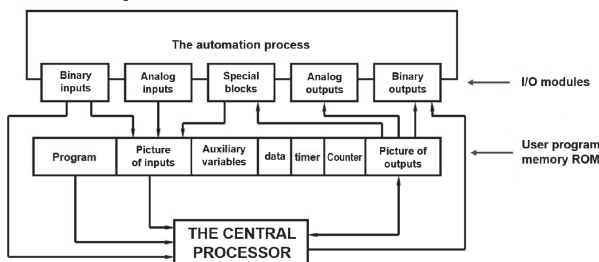 The automation process
Binary
inputs
Analog
inputs
Special
blocks
Analog
outputs
Binary
outputs
I/O modules
Program
Picture
of inputs
Auxiliary
variables
data
timer
Counter
Picture of
outputs
User program
memory ROM
THE CENTRAL
PROCESSOR